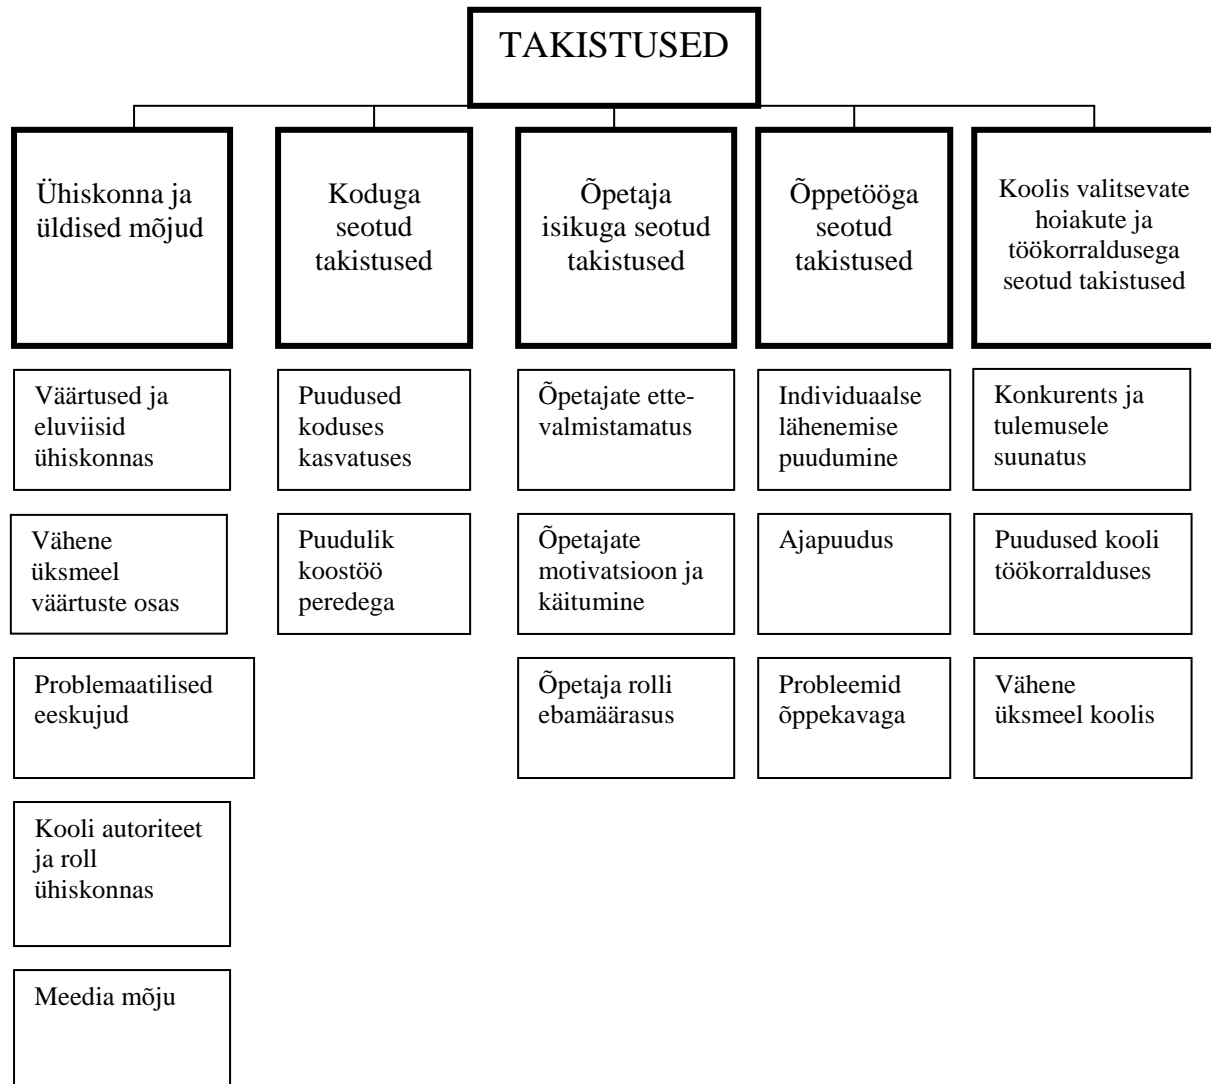 TAKISTUSED
Ühiskonna ja
üldised mõjud
Koduga
seotud
takistused
Õpetaja
isikuga seotud
takistused
Õppetööga
seotud
takistused
Koolis valitsevate
hoiakute ja
töökorraldusega
seotud takistused
Väärtused ja
eluviisid
ühiskonnas
Puudused
koduses
kasvatuses
Õpetajate ette-
valmistamatus
Individuaalse
lähenemise
puudumine
Konkurents ja
tulemusele
suunatus
Vähene
üksmeel
väärtuste osas
Puudulik
koostöö
peredega
Õpetajate
motivatsioon ja
käitumine
Ajapuudus
Puudused kooli
töökorralduses
Problemaatilised
eeskujud
Õpetaja rolli
ebamäärasus
Probleemid
õppekavaga
Vähene
üksmeel koolis
Kooli autoriteet
ja roll
ühiskonnas
Meedia mõju